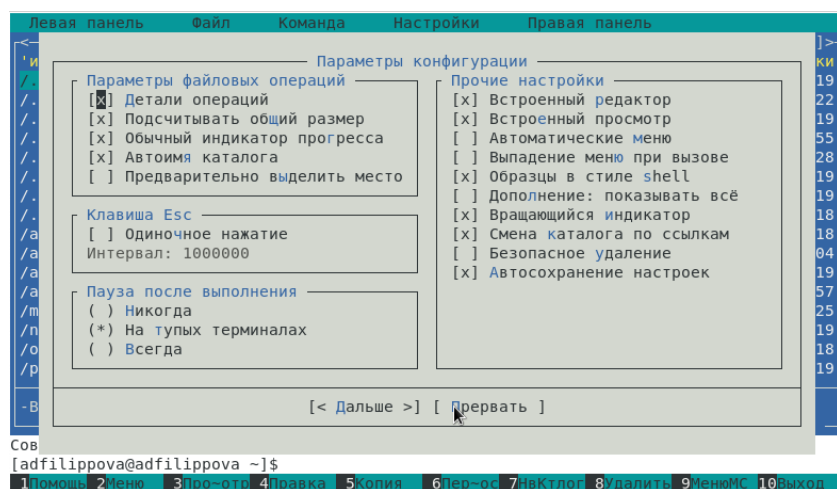 Левая панель Файл Команда Настройки Правая панель
Параметры конфигурации
Параметры файловых операций
[x] Детали операций
[x] Подсчитывать общий размер
[x] Обычный индикатор прогресса
[x] Автоимя каталога
[ ] Предварительно выделить место
Клавиша Esc
[ ] Одиночное нажатие
Интервал: 1000000
Пауза после выполнения
( ) Никогда
(*) На тупых терминалах
( ) Всегда
Прочие настройки
[x] Встроенный редактор
[x] Встроенный просмотр
[ ] Автоматические меню
[ ] Выпадение меню при вызове
[x] Образцы в стиле shell
[ ] Дополнение: показывать всё
[x] Вращающийся индикатор
[x] Смена каталога по ссылкам
[ ] Безопасное удаление
[x] Автосохранение настроек
[< Дальше >] [ Прервать ]
Сов
[adfilippova@adfilippova ~]$
1Помощь 2Меню 3Про~отр 4Правка 5Копия 6Пер~ос 7НвКтлог 8Удалить 9МенюМС 10Выход